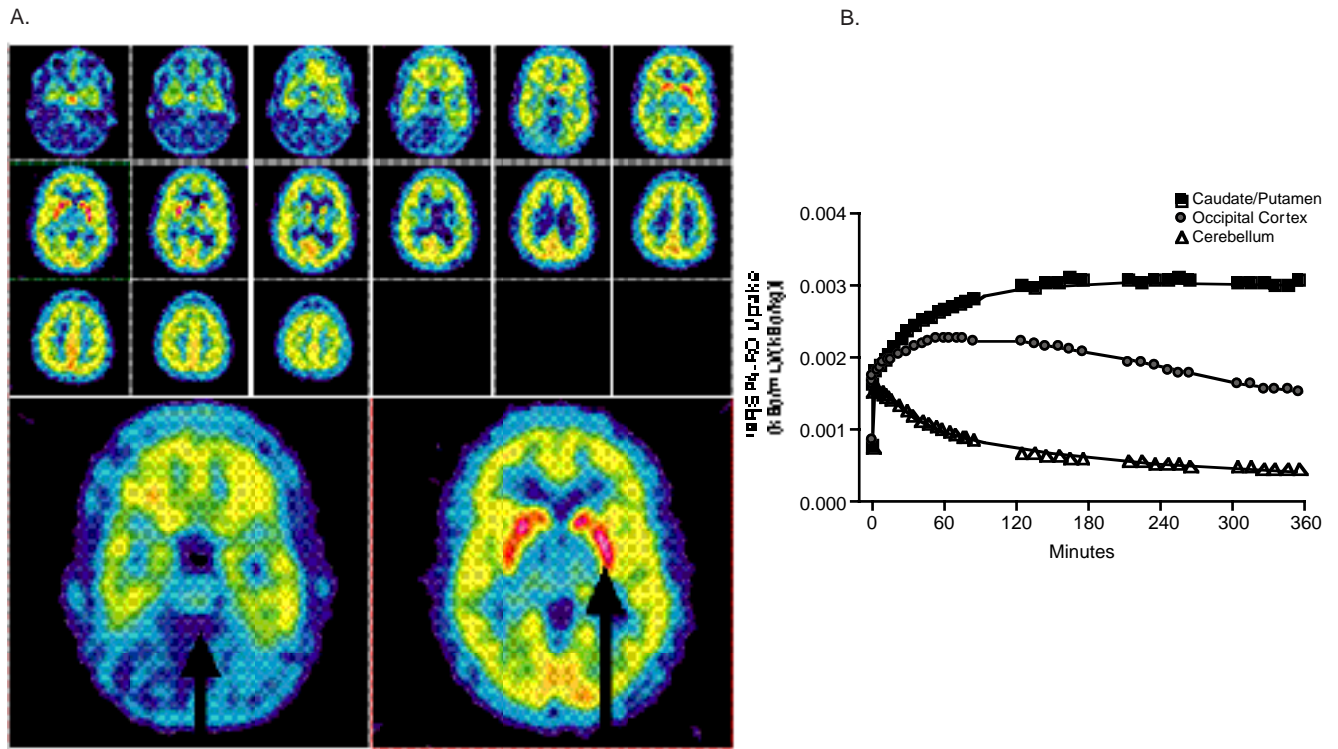 A.
B.
Caudate/Putamen
Occipital Cortex
Cerebellum
0.004
0.003
0.002
0.001
0.000
0 60 120 180 240 300 360
Minutes